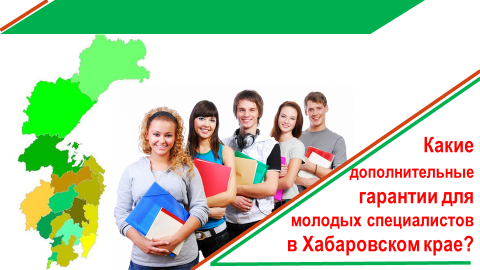 Какие
дополнительные
гарантии для
молодых специалистов
в Хабаровском крае?